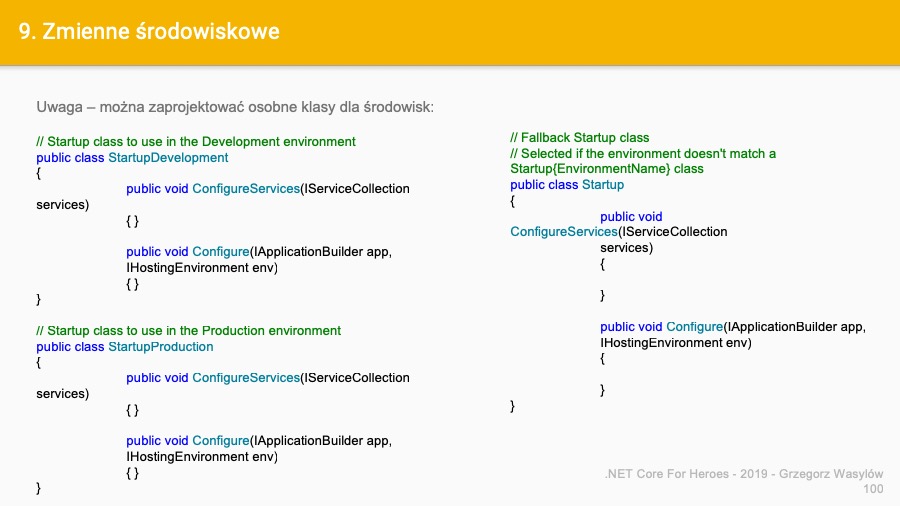 9. Zmienne środowiskowe
Uwaga – można zaprojektować osobne klasy dla środowisk:
// Startup class to use in the Development environment
public class StartupDevelopment
{
public void ConfigureServices(IServiceCollection
services)
{ }
public void Configure(IApplicationBuilder app,
IHostingEnvironment env)
{ }
}
// Startup class to use in the Production environment
public class StartupProduction
{
public void ConfigureServices(IServiceCollection
services)
{ }
public void Configure(IApplicationBuilder app,
IHostingEnvironment env)
{ }
}
// Fallback Startup class
// Selected if the environment doesn't match a
Startup{EnvironmentName} class
public class Startup
{
public void
ConfigureServices(IServiceCollection
services)
{
}
public void Configure(IApplicationBuilder app,
IHostingEnvironment env)
{
}
}
.NET Core For Heroes - 2019 - Grzegorz Wasylów
100